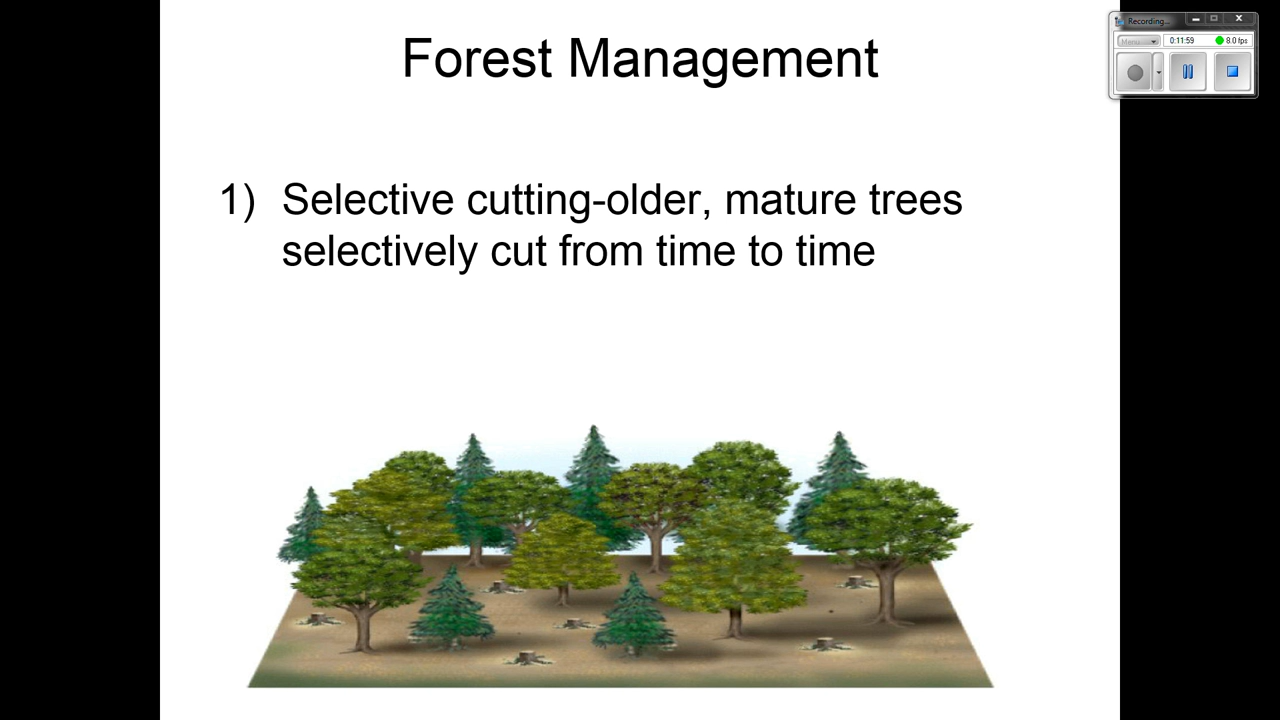 Forest Management
Recording...
Menu
0:11:59
8.0 fps
1) Selective cutting-older, mature trees
selectively cut from time to time